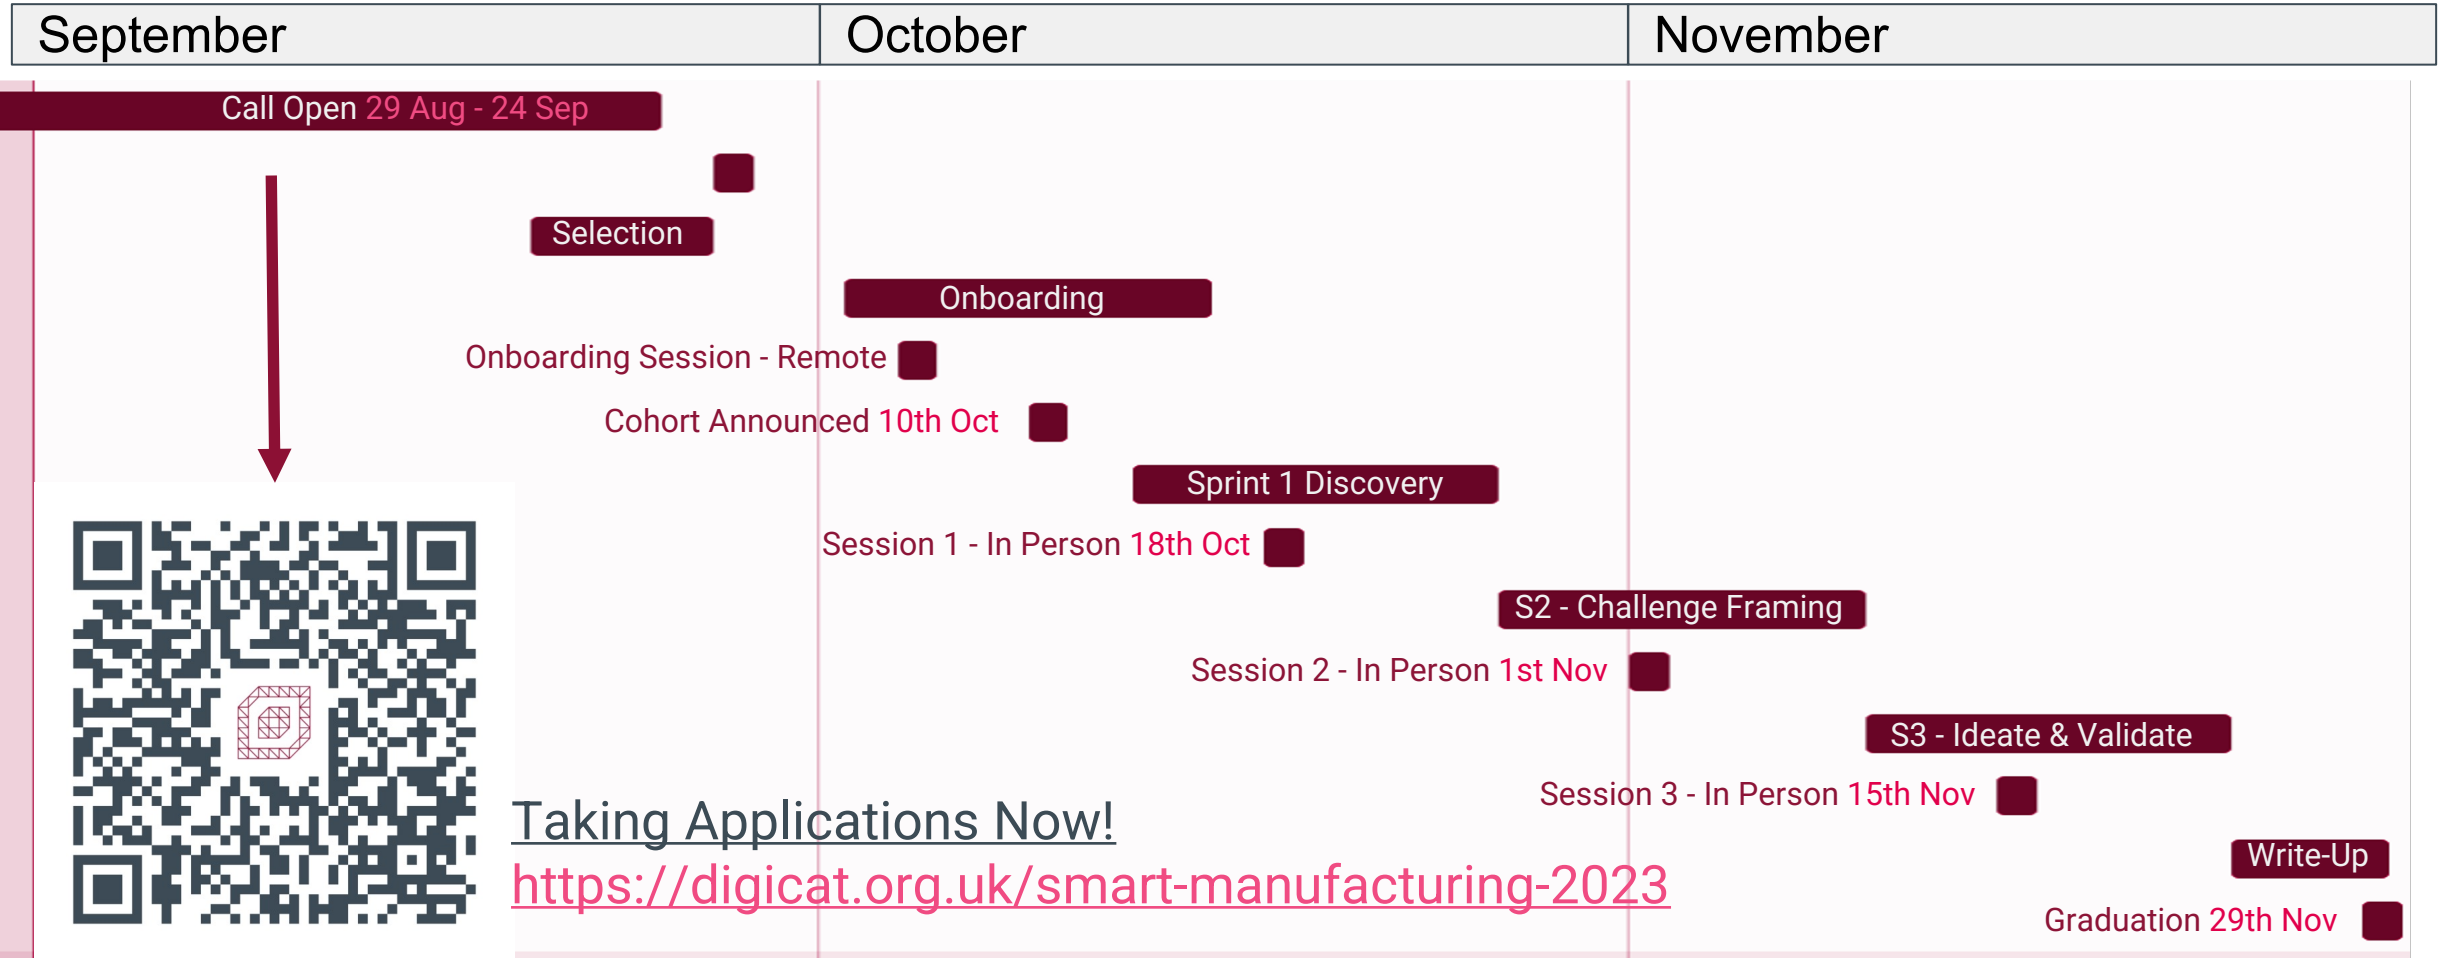 September
October
November
Call Open 29 Aug - 24 Sep
Selection
Onboarding
Onboarding Session - Remote
Cohort Announced 10th Oct
Sprint 1 Discovery
Session 1 - In Person 18th Oct
S2 - Challenge Framing
Session 2 - In Person 1st Nov
S3 - Ideate & Validate
Session 3 - In Person 15th Nov
Taking Applications Now!
https://digicat.org.uk/smart-manufacturing-2023
Write-Up
Graduation 29th Nov